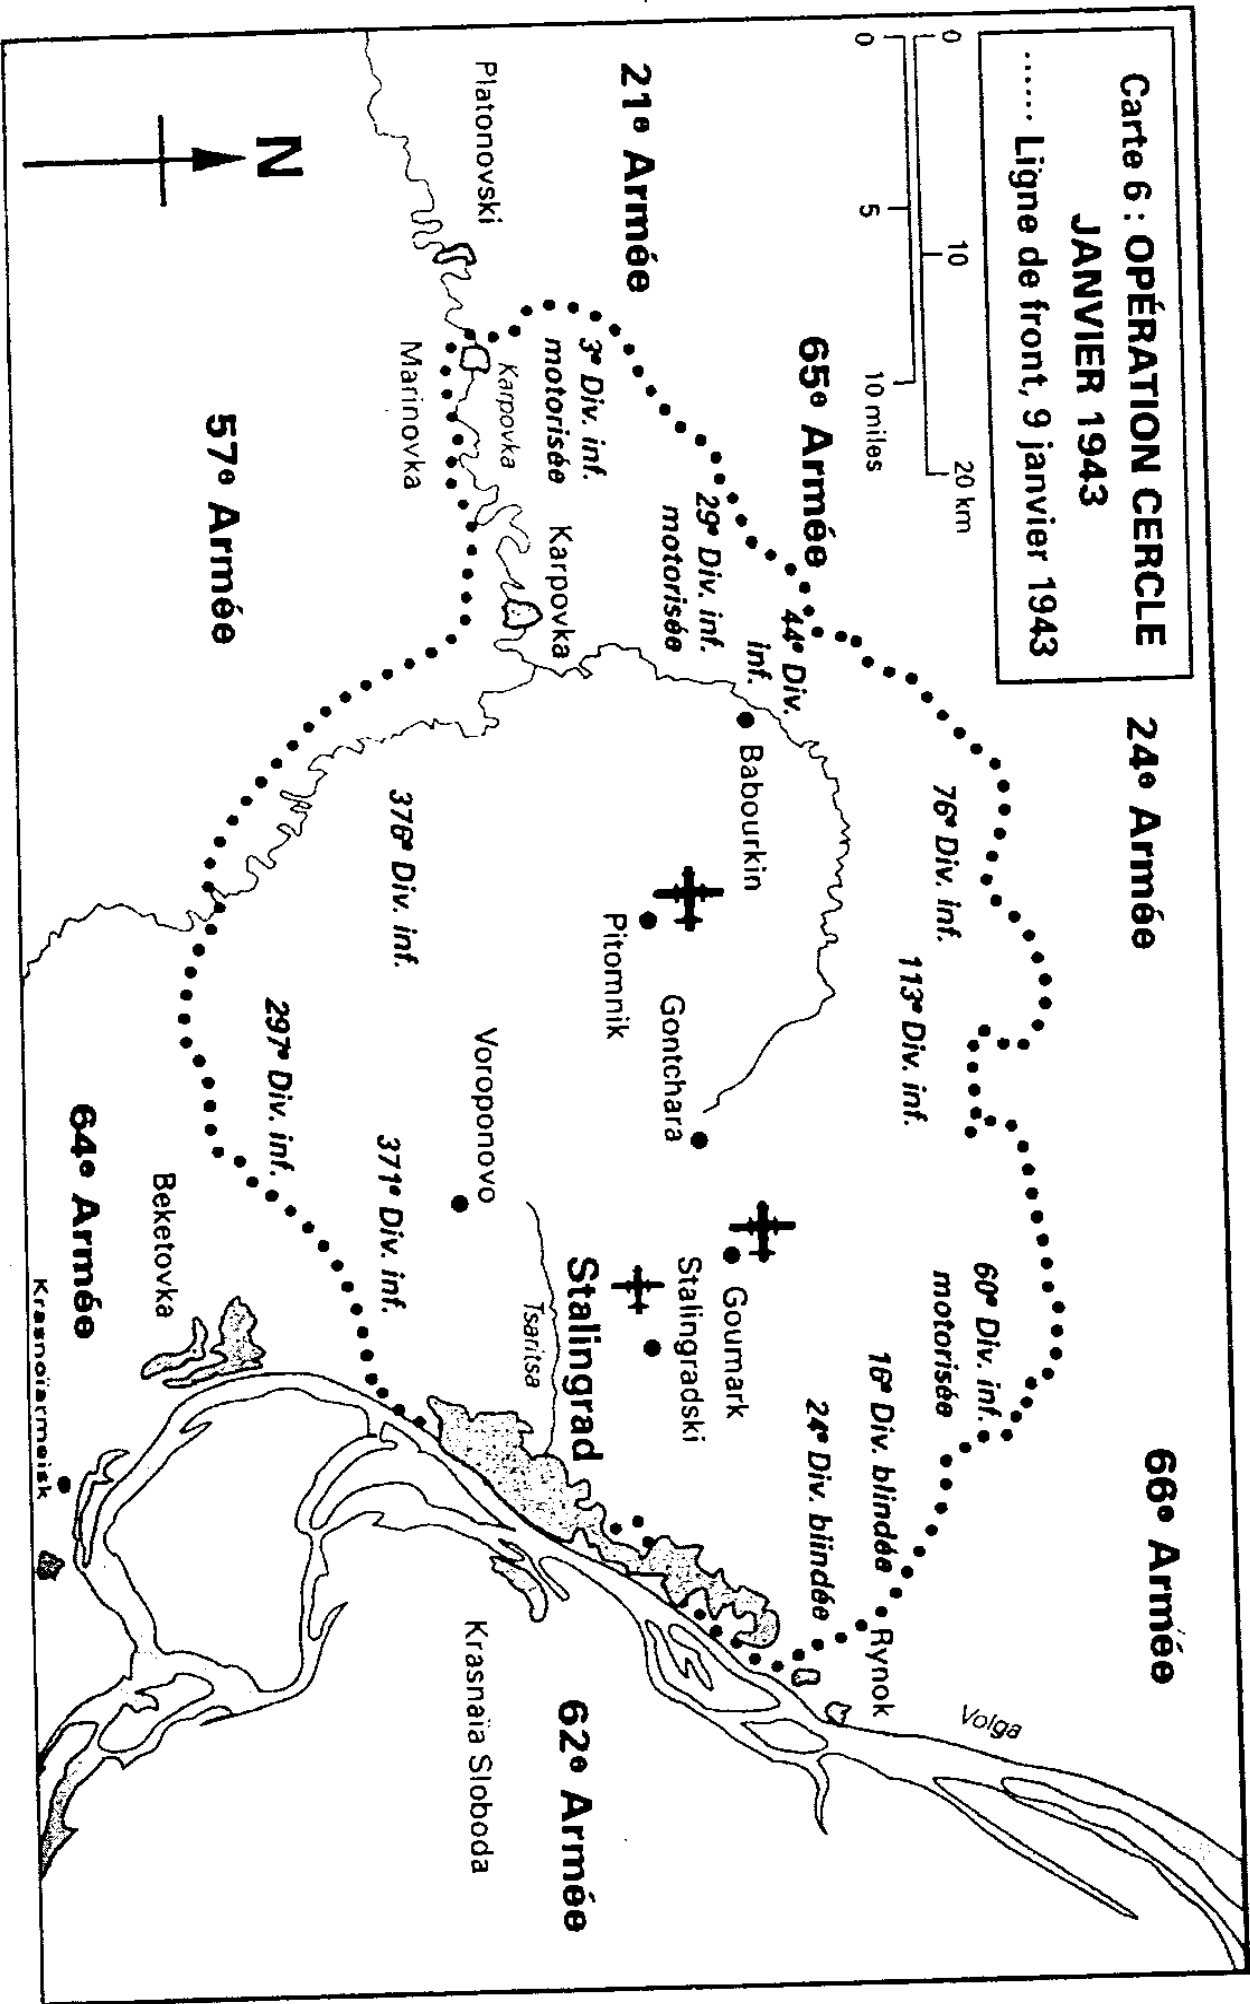 Carte 6 : OPÉRATION CERCLE
JANVIER 1943
...... Ligne de front, 9 janvier 1943
0
10
20 km
0
5
10 miles
24e Armée
66e Armée
65e Armée
21e Armée
57e Armée
64e Armée
62e Armée
76e Div. inf.
113e Div. inf.
60e Div. inf.
motorisée
16e Div. blindée
24e Div. blindée
44e Div.
inf.
29e Div. inf.
motorisée
3e Div. inf.
motorisée
376e Div. inf.
297e Div. inf.
371e Div. inf.
Rynok
Volga
Babourkin
Pitomnik
Gontchara
Goumark
Stalingradski
Stalingrad
Tsaritsa
Voroponovo
Karpovka
Karpovka
Marinovka
Platonovski
N
Beketovka
Krasnoïarmeisk
Krasnaïa Sloboda